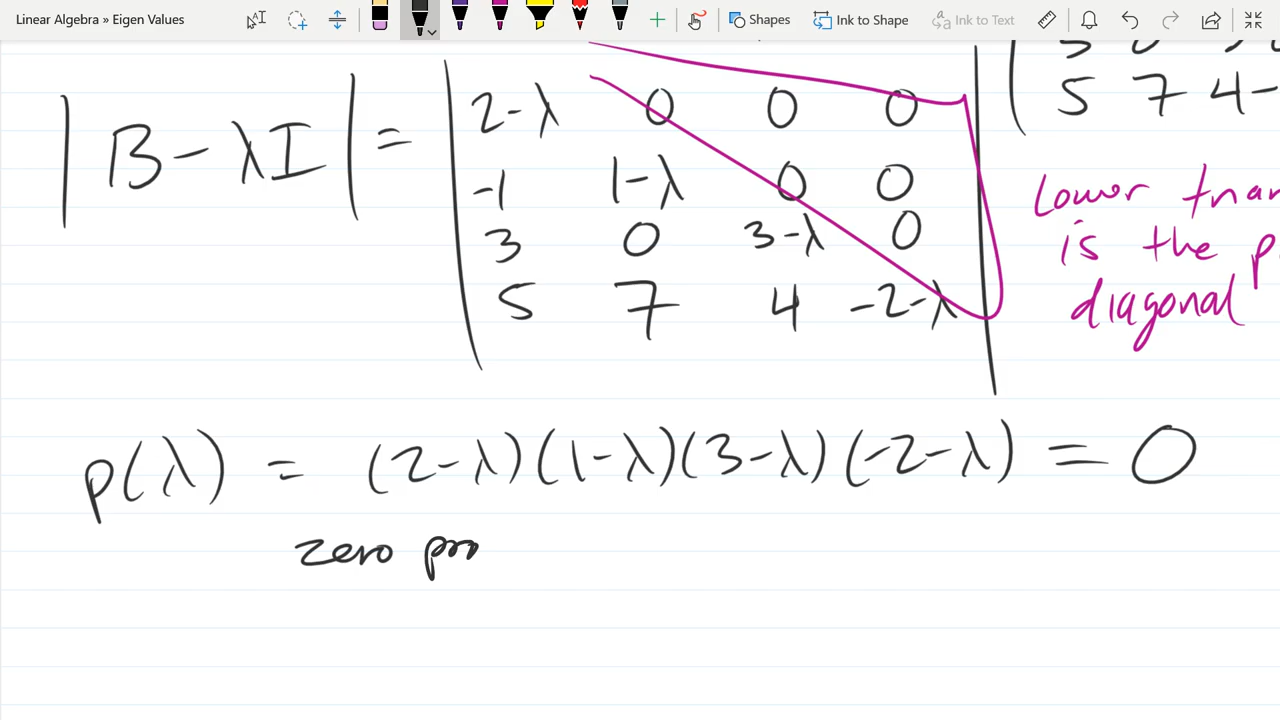 Linear Algebra » Eigen Values
Shapes
Ink to Shape
Ink to Text
5 7 4-
|B-λI| =
2-λ 0 0 0
-1 1-λ 0 0
3 0 3-λ 0
5 7 4 -2-λ
Lower
is the
diagonal
p(λ) = (2-λ)(1-λ)(3-λ)(-2-λ) = 0
zero pro